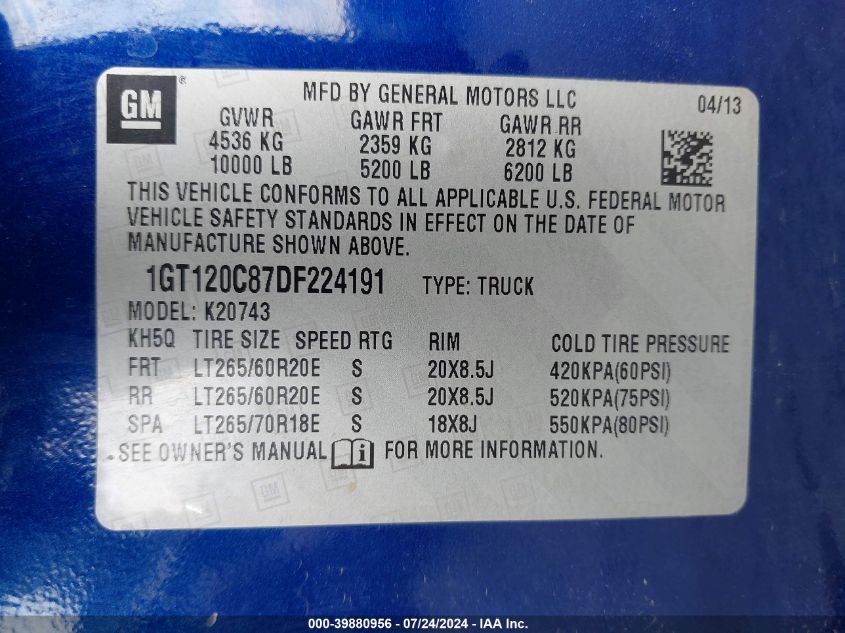 GM ®
MFD BY GENERAL MOTORS LLC 04/13
GVWR GAWR FRT GAWR RR
4536 KG 2359 KG 2812 KG
10000 LB 5200 LB 6200 LB
THIS VEHICLE CONFORMS TO ALL APPLICABLE U.S. FEDERAL MOTOR
VEHICLE SAFETY STANDARDS IN EFFECT ON THE DATE OF
MANUFACTURE SHOWN ABOVE.
1GT120C87DF224191 TYPE: TRUCK
MODEL: K20743
KH5Q TIRE SIZE SPEED RTG RIM COLD TIRE PRESSURE
FRT LT265/60R20E S 20X8.5J 420KPA(60PSI)
RR LT265/60R20E S 20X8.5J 520KPA(75PSI)
SPA LT265/70R18E S 18X8J 550KPA(80PSI)
SEE OWNER'S MANUAL FOR MORE INFORMATION.
000-39880956 - 07/24/2024 - IAA Inc.